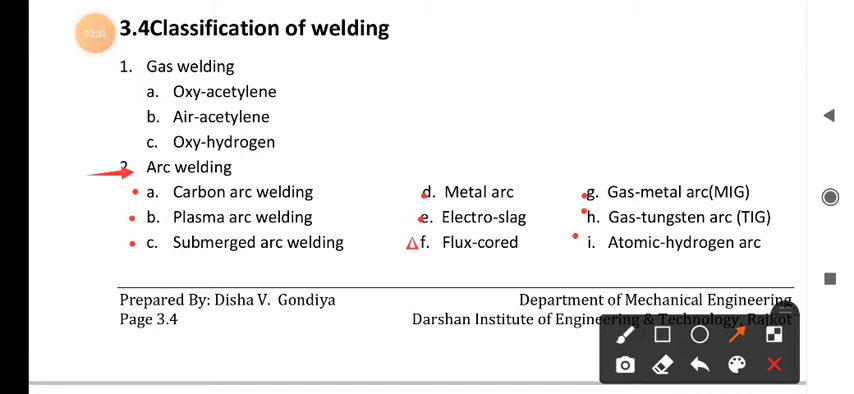 03:31
3.4Classification of welding
1. Gas welding
a. Oxy-acetylene
b. Air-acetylene
c. Oxy-hydrogen
2. Arc welding
a. Carbon arc welding d. Metal arc g. Gas-metal arc(MIG)
b. Plasma arc welding e. Electro-slag h. Gas-tungsten arc (TIG)
c. Submerged arc welding f. Flux-cored i. Atomic-hydrogen arc
Prepared By: Disha V. Gondiya Department of Mechanical Engineering
Page 3.4 Darshan Institute of Engineering & Technology, Rajkot